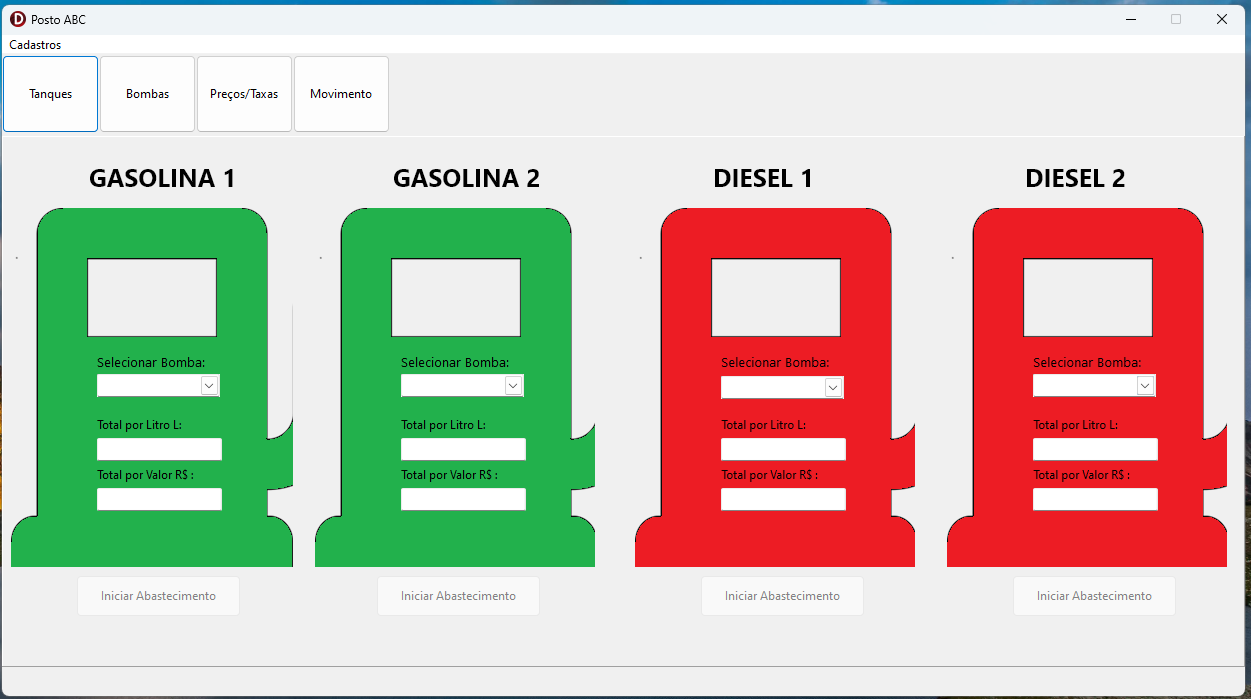 Posto ABC
Cadastros
Tanques
Bombas
Preços/Taxas
Movimento
GASOLINA 1
GASOLINA 2
DIESEL 1
DIESEL 2
Selecionar Bomba:
Selecionar Bomba:
Selecionar Bomba:
Selecionar Bomba:
Total por Litro L:
Total por Litro L:
Total por Litro L:
Total por Litro L:
Total por Valor R$ :
Total por Valor R$ :
Total por Valor R$ :
Total por Valor R$ :
Iniciar Abastecimento
Iniciar Abastecimento
Iniciar Abastecimento
Iniciar Abastecimento